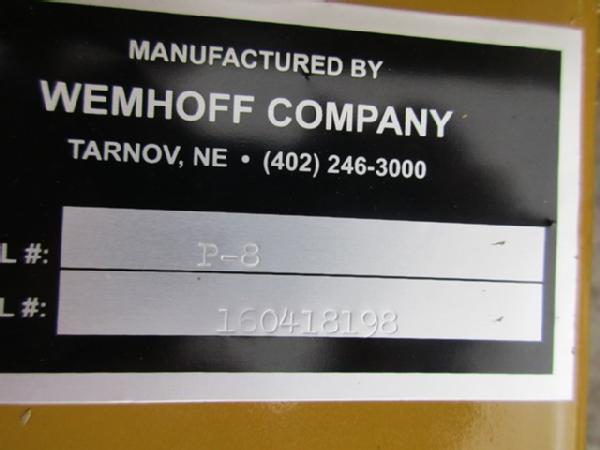 MANUFACTURED BY
WEMHOFF COMPANY
TARNOV, NE • (402) 246-3000
L #: P-8
L #: 160418198